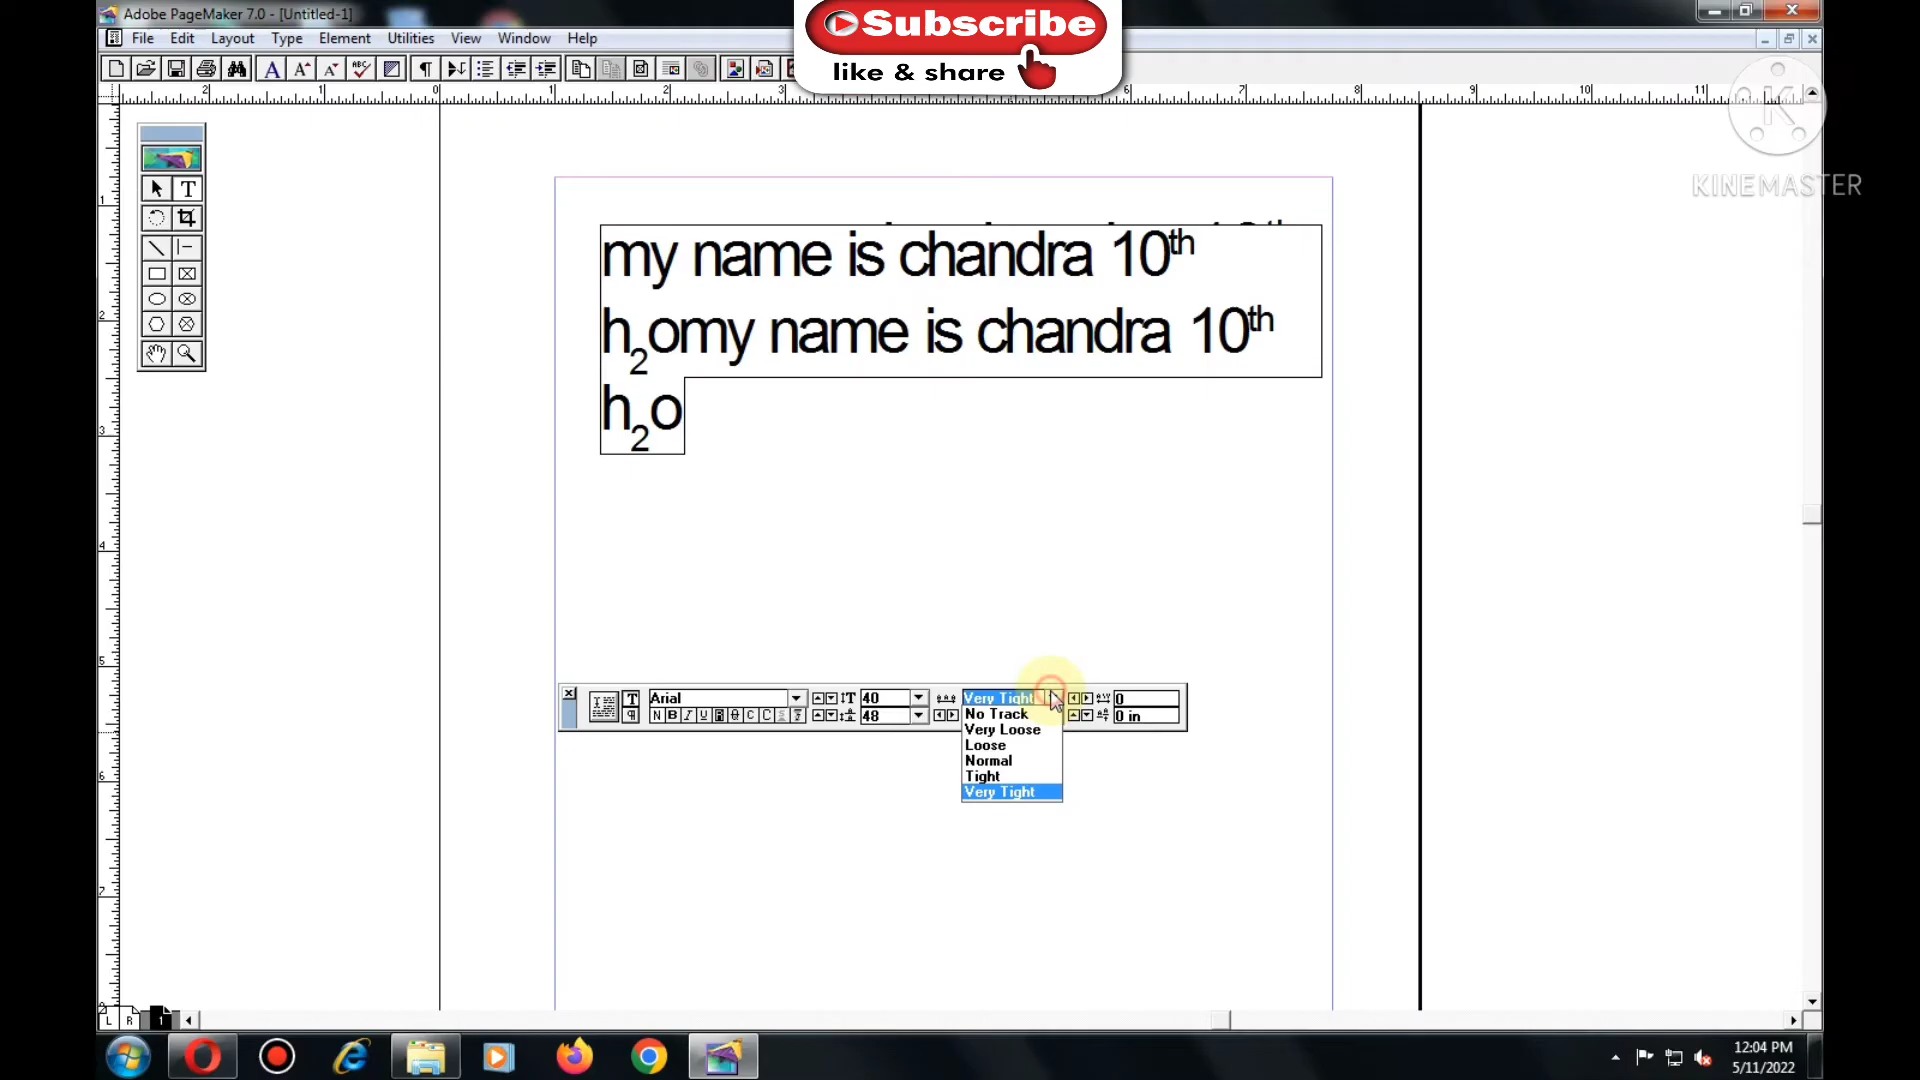 Adobe PageMaker 7.0 - [Untitled-1]
Subscribe
like & share
File Edit Layout Type Element Utilities View Window Help
KINEMASTER
my name is chandra 10th
h2omy name is chandra 10th
h2o
Arial 40 Very Tight 0
48 0 in
No Track
Very Loose
Loose
Normal
Tight
Very Tight
L R 1
12:04 PM
5/11/2022